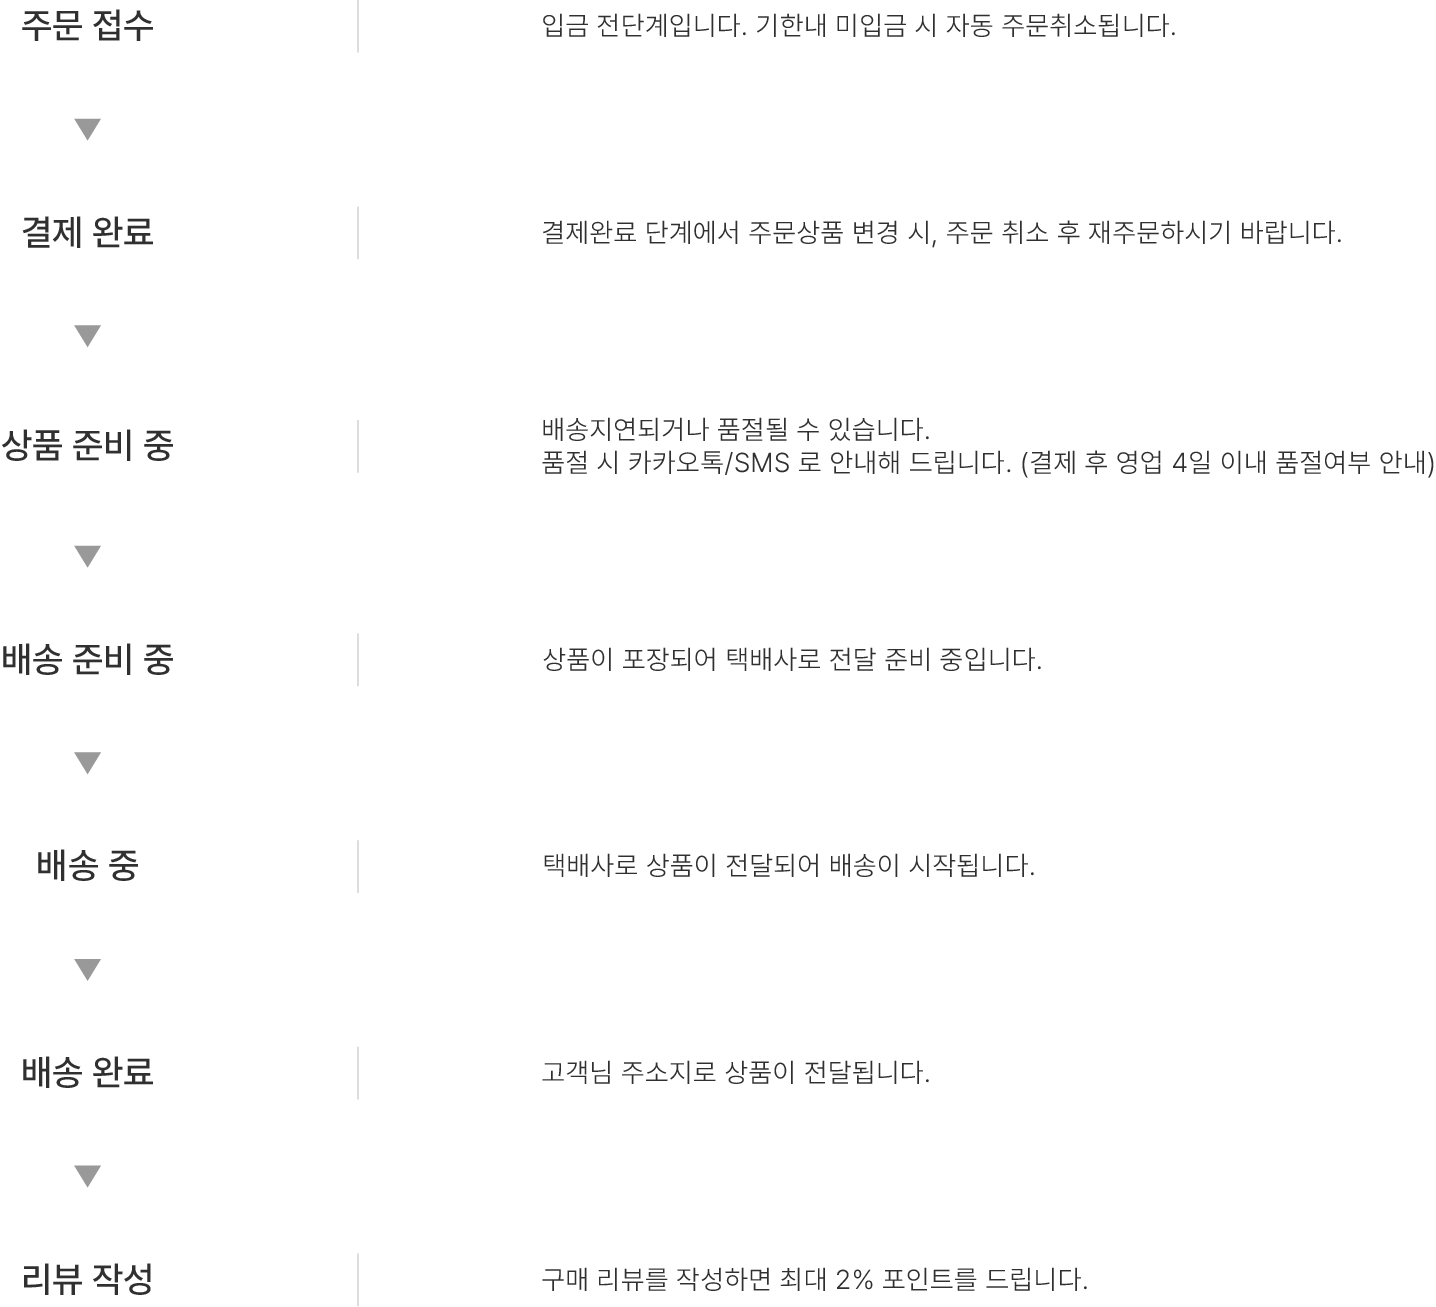 주문 접수
입금 전단계입니다. 기한내 미입금 시 자동 주문취소됩니다.
결제 완료
결제완료 단계에서 주문상품 변경 시, 주문 취소 후 재주문하시기 바랍니다.
상품 준비 중
배송지연되거나 품절될 수 있습니다.
품절 시 카카오톡/SMS 로 안내해 드립니다. (결제 후 영업 4일 이내 품절여부 안내)
배송 준비 중
상품이 포장되어 택배사로 전달 준비 중입니다.
배송 중
택배사로 상품이 전달되어 배송이 시작됩니다.
배송 완료
고객님 주소지로 상품이 전달됩니다.
리뷰 작성
구매 리뷰를 작성하면 최대 2% 포인트를 드립니다.